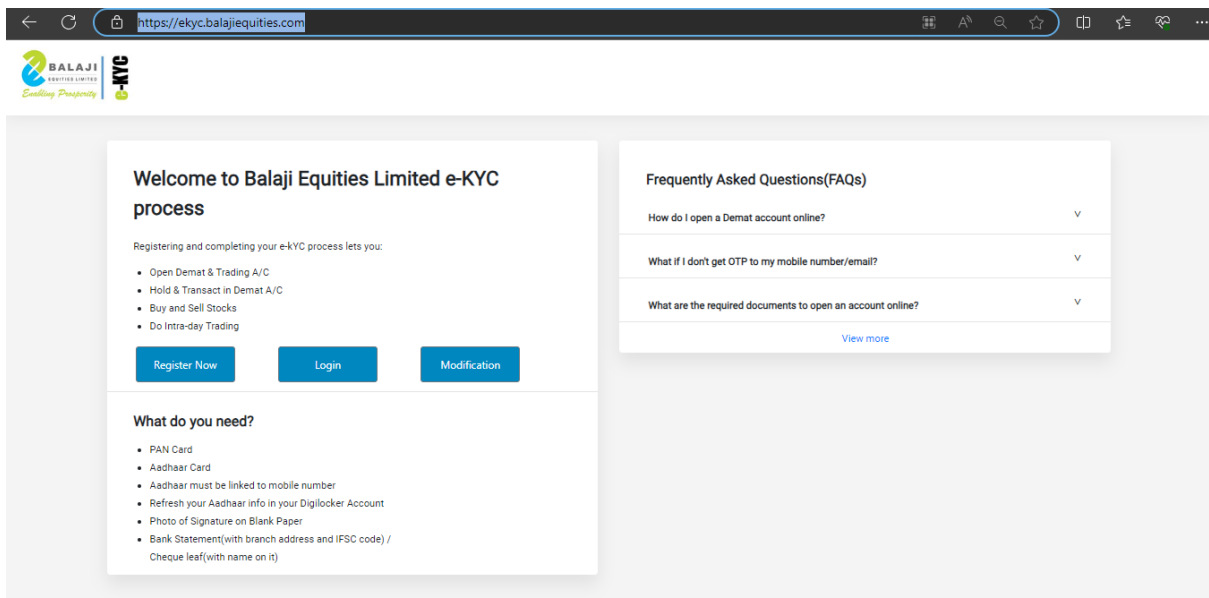 https://ekyc.balajiequities.com
BALAJI
EQUITIES LIMITED
Enabling Prosperity
e-KYC
Welcome to Balaji Equities Limited e-KYC
process
Registering and completing your e-kYC process lets you:
Open Demat & Trading A/C
Hold & Transact in Demat A/C
Buy and Sell Stocks
Do Intra-day Trading
Register Now
Login
Modification
What do you need?
PAN Card
Aadhaar Card
Aadhaar must be linked to mobile number
Refresh your Aadhaar info in your Digilocker Account
Photo of Signature on Blank Paper
Bank Statement(with branch address and IFSC code) /
Cheque leaf(with name on it)
Frequently Asked Questions(FAQs)
How do I open a Demat account online?
What if I don't get OTP to my mobile number/email?
What are the required documents to open an account online?
View more